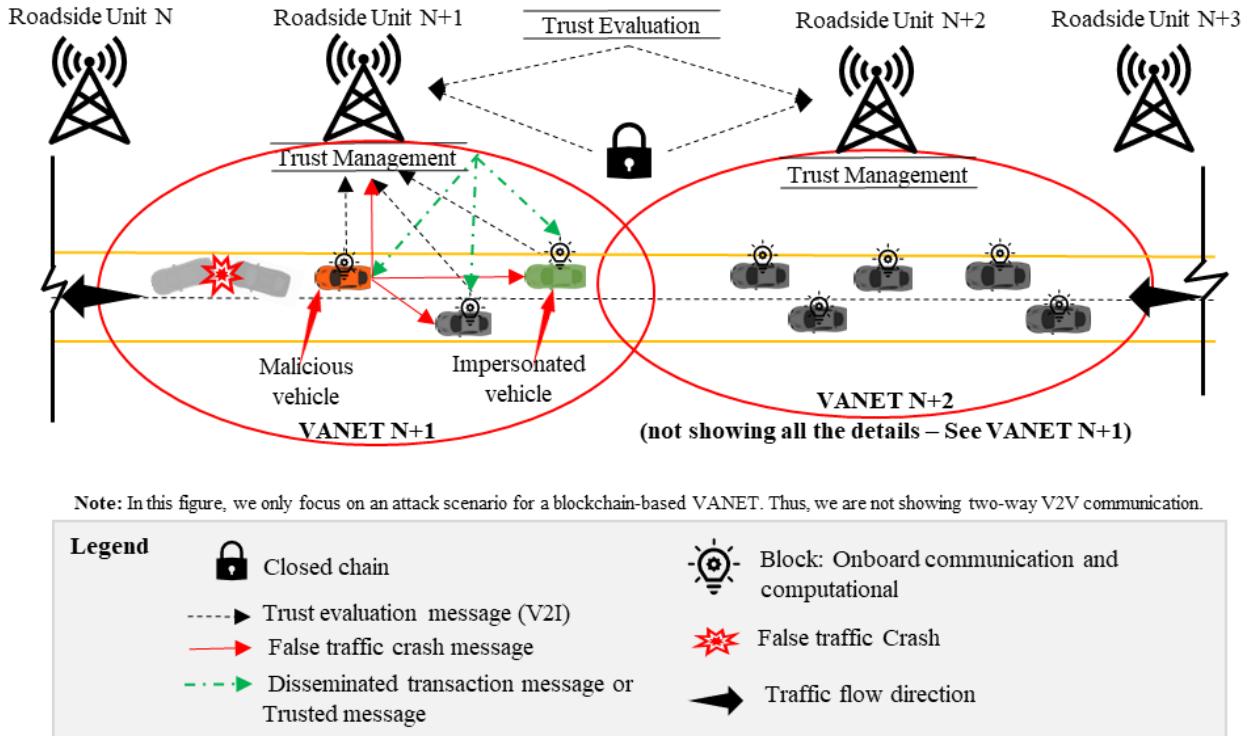 Roadside Unit N
Roadside Unit N+1
Trust Evaluation
Roadside Unit N+2
Roadside Unit N+3
Trust Management
Trust Management
Malicious
vehicle
Impersonated
vehicle
VANET N+1
VANET N+2
(not showing all the details – See VANET N+1)
Note: In this figure, we only focus on an attack scenario for a blockchain-based VANET. Thus, we are not showing two-way V2V communication.
Legend
Closed chain
Trust evaluation message (V2I)
False traffic crash message
Disseminated transaction message or
Trusted message
Block: Onboard communication and
computational
False traffic Crash
Traffic flow direction